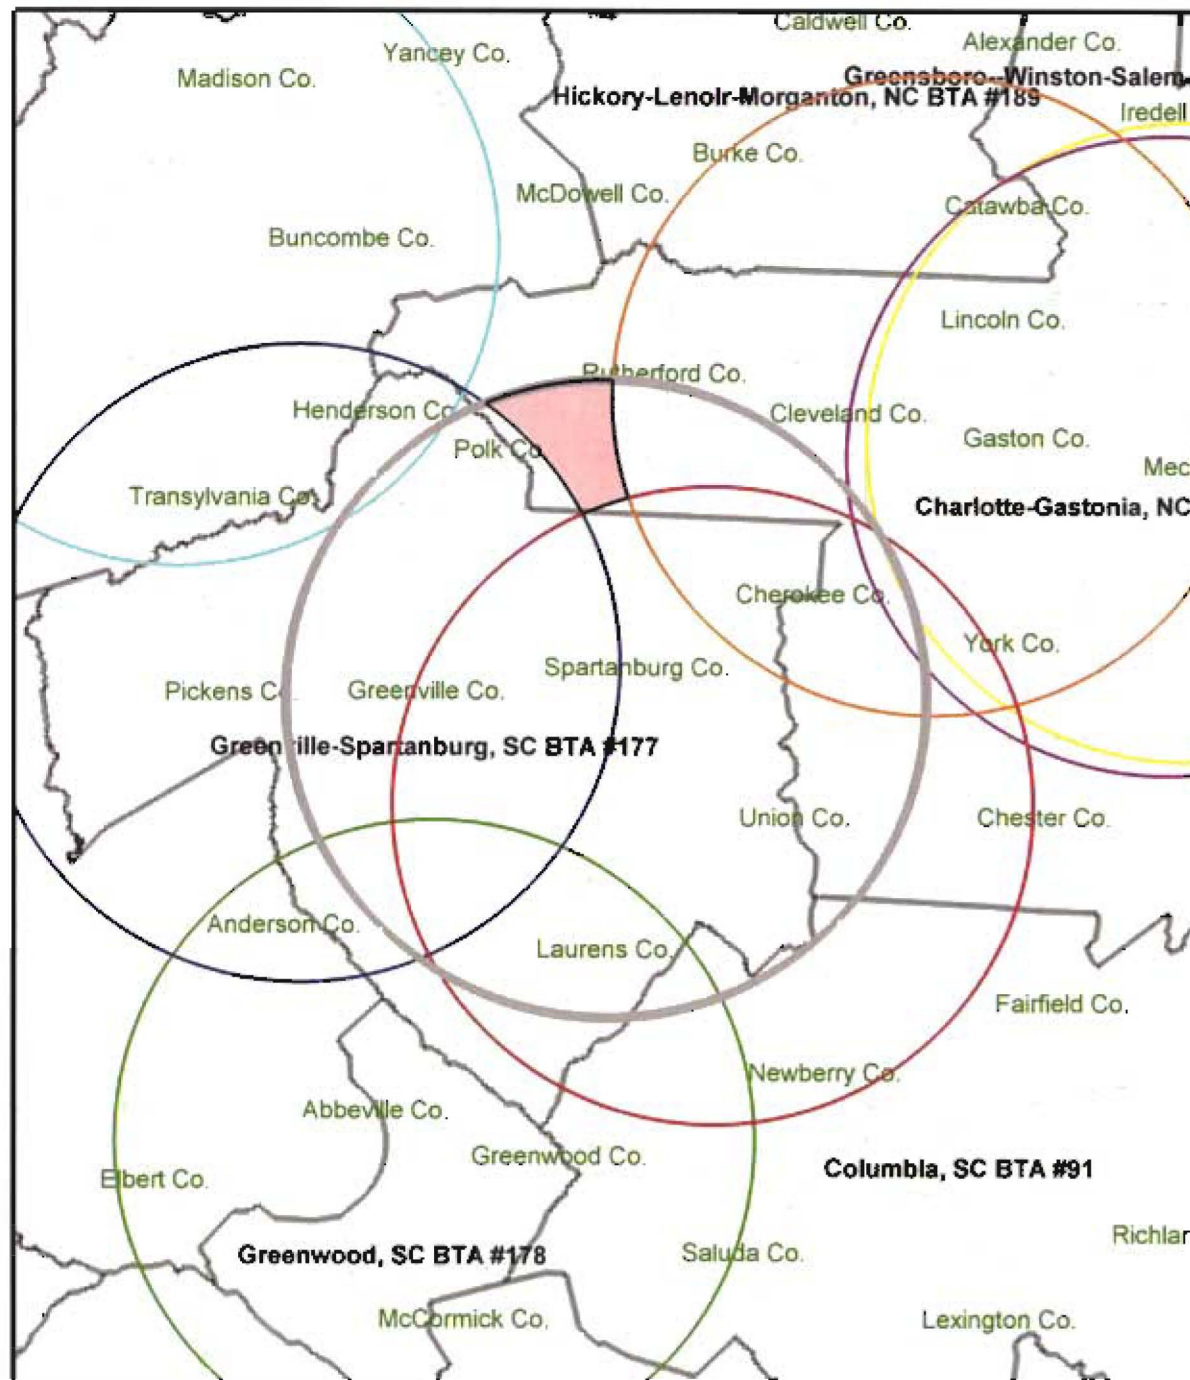 Caldwell Co.
Alexander Co.
Yancey Co.
Madison Co.
Greensboro--Winston-Salem
Hickory-Lenoir-Morganton, NC BTA #189
Iredell
Burke Co.
McDowell Co.
Catawba Co.
Buncombe Co.
Lincoln Co.
Rutherford Co.
Henderson Co.
Cleveland Co.
Gaston Co.
Polk Co
Mec
Transylvania Co.
Charlotte-Gastonia, NC
Cherokee Co.
York Co.
Spartanburg Co.
Pickens Co.
Greenville Co.
Greenville-Spartanburg, SC BTA #177
Union Co.
Chester Co.
Anderson Co.
Laurens Co.
Fairfield Co.
Newberry Co.
Abbeville Co.
Greenwood Co.
Columbia, SC BTA #91
Elbert Co.
Richlar
Greenwood, SC BTA #178
Saluda Co.
McCormick Co.
Lexington Co.